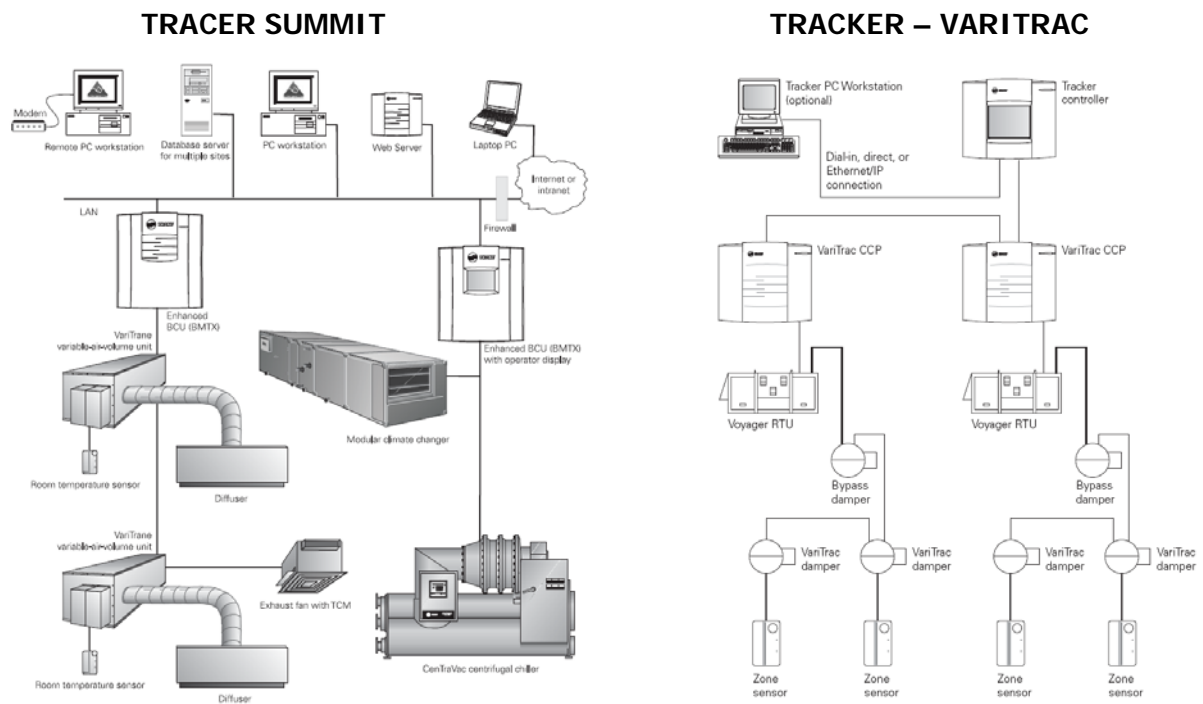 TRACER SUMMIT
Modem
Remote PC workstation
Database server
for multiple sites
PC workstation
Web Server
Laptop PC
Internet or
intranet
LAN
Firewall
Enhanced
BCU (BMTX)
Enhanced BCU (BMTX)
with operator display
VariTrane
variable-air-volume unit
Modular climate changer
Room temperature sensor
Diffuser
VariTrane
variable-air-volume unit
Exhaust fan with TCM
CenTraVac centrifugal chiller
Room temperature sensor
Diffuser
TRACKER – VARITRAC
Tracker PC Workstation
(optional)
Tracker
controller
Dial-in, direct, or
Ethernet/IP
connection
VariTrac CCP
VariTrac CCP
Voyager RTU
Voyager RTU
Bypass
damper
Bypass
damper
VariTrac
damper
VariTrac
damper
VariTrac
damper
VariTrac
damper
Zone
sensor
Zone
sensor
Zone
sensor
Zone
sensor